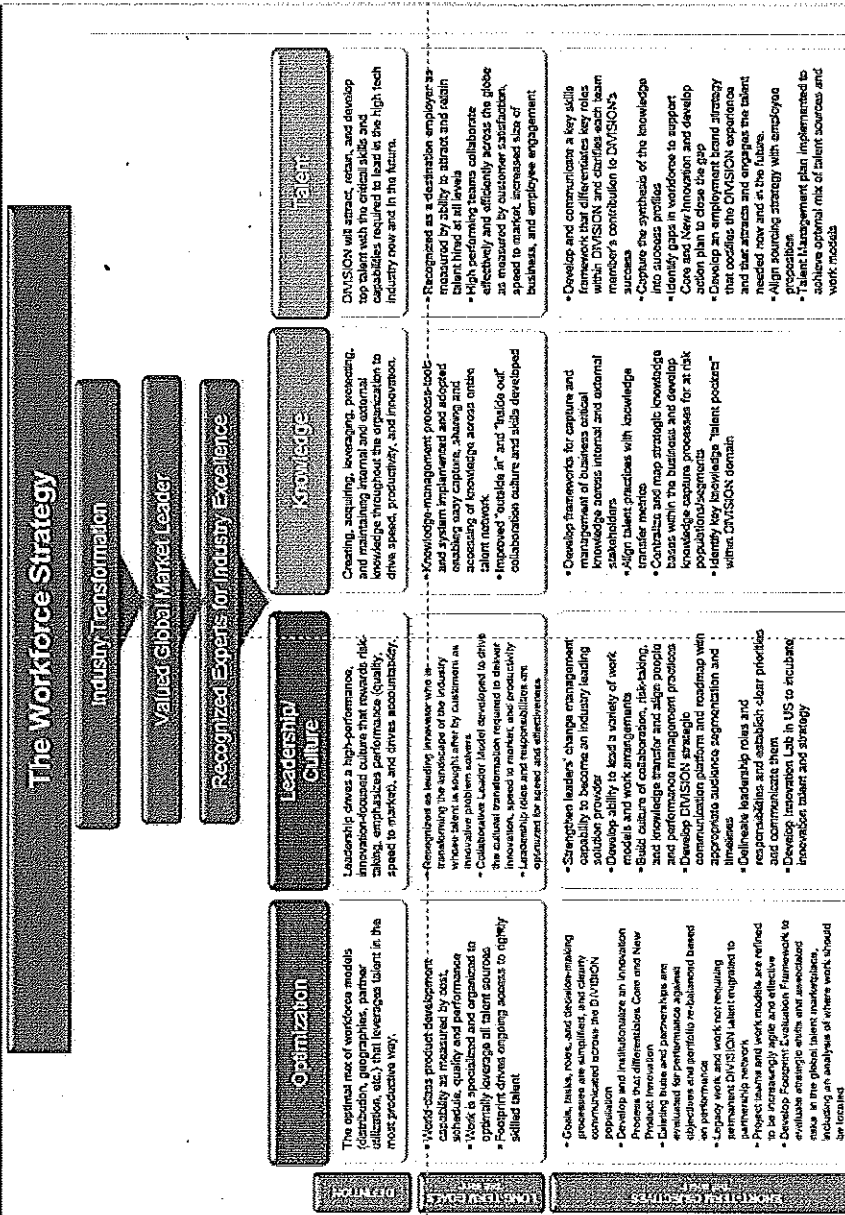 The Workforce Strategy
Industry Transformation
Valued Global Market Leader
Recognized Experts for Industry Excellence
Optimization
Leadership/
Culture
Knowledge
Talent
DEFINITION
The optimal mix of workforce models
(distribution, geographies, partner
utilization, etc.) that leverages talent in the
most productive way.
Leadership drives a high-performance,
innovation-focused culture that rewards risk-
taking, emphasizes performance (quality,
speed to market), and drives accountability.
Creating, acquiring, leveraging, protecting,
and maintaining internal and external
knowledge throughout the organization to
drive speed, productivity, and innovation.
DIVISION will attract, retain, and develop
top talent with the critical skills and
capabilities required to lead in the high tech
industry now and in the future.
LONG-TERM GOALS
• World-class product development
capability as measured by cost,
schedule, quality and performance
• Work is specialized and organized to
optimally leverage all talent sources
• Footprint drives ongoing access to rightly
skilled talent
• Recognized as leading innovator who is
transforming the landscape of the industry
whose talent is sought after by customers as
innovative problem solvers
• Collaborative Leader Model developed to drive
the cultural transformation required to deliver
innovation, speed to market, and productivity
• Leadership roles and responsibilities are
optimized for speed and effectiveness
• Knowledge-management process-tools
and system implemented and adopted
enabling easy capture, sharing and
accessing of knowledge across entire
talent network
• Improved "outside in" and "inside out"
collaboration culture and skills developed
• Recognized as a destination employer as
measured by ability to attract and retain
talent hired at all levels
• High performing teams collaborate
effectively and efficiently across the globe
as measured by customer satisfaction,
speed to market, increased size of
business, and employee engagement
SHORT-TERM OBJECTIVES
• Goals, tasks, roles, and decision-making
processes are simplified, and clearly
communicated across the DIVISION
population
• Develop and institutionalize an Innovation
Process that differentiates Core and New
Product Innovation
• Existing hubs and partnerships are
evaluated for performance against
objectives and portfolio re-balanced based
on performance
• Legacy work and work not requiring
permanent DIVISION talent migrated to
partnership network
• Project teams and work models are refined
to be increasingly agile and effective
• Develop Footprint Evaluation Framework to
evaluate strategic shifts and associated
risks in the global talent marketplace,
including an analysis of where work should
be located
• Strengthen leaders' change management
capability to become an industry leading
solution provider
• Develop ability to lead a variety of work
models and work arrangements
• Build culture of collaboration, risk-taking,
and knowledge transfer and align people
and performance management practices
• Develop DIVISION strategic
communication platform and roadmap with
appropriate audience segmentation and
timelines
• Delineate leadership roles and
responsibilities and establish clear priorities
and communicate them
• Develop Innovation Lab in US to incubate
innovation talent and strategy
• Develop frameworks for capture and
management of business critical
knowledge across internal and external
stakeholders
• Align talent practices with knowledge
transfer metrics
• Centralize and map strategic knowledge
bases within the business and develop
knowledge capture processes for at risk
populations/segments
• Identify key knowledge "talent pockets"
within DIVISION domain
• Develop and communicate a key skills
framework that differentiates key roles
within DIVISION and clarifies each team
member's contribution to DIVISION's
success
• Capture the synthesis of the knowledge
into success profiles
• Identify gaps in workforce to support
Core and New Innovation and develop
action plan to close the gap
• Develop an employment brand strategy
that codifies the DIVISION experience
and that attracts and engages the talent
needed now and in the future.
• Align sourcing strategy with employee
proposition
• Talent Management plan implemented to
achieve optimal mix of talent sources and
work models